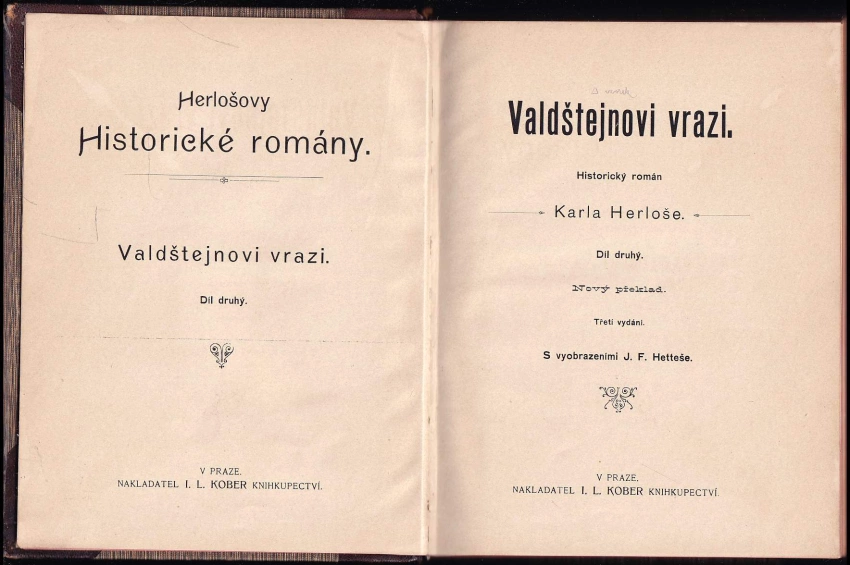 Herlošovy
Historické romány.
Valdštejnovi vrazi.
Díl druhý.
V PRAZE.
NAKLADATEL I. L. KOBER KNIHKUPECTVÍ.
Valdštejnovi vrazi.
Historický román
Karla Herloše.
Díl druhý.
Nový překlad.
Třetí vydání.
S vyobrazeními J. F. Hetteše.
V PRAZE.
NAKLADATEL I. L. KOBER KNIHKUPECTVÍ.